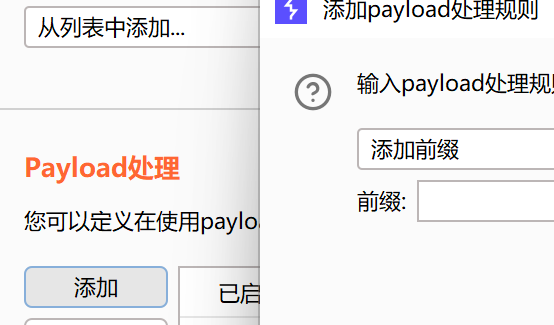 从列表中添加...
Payload处理
您可以定义在使用paylo
添加
已启
添加payload处理规则
输入payload处理规
添加前缀
前缀: